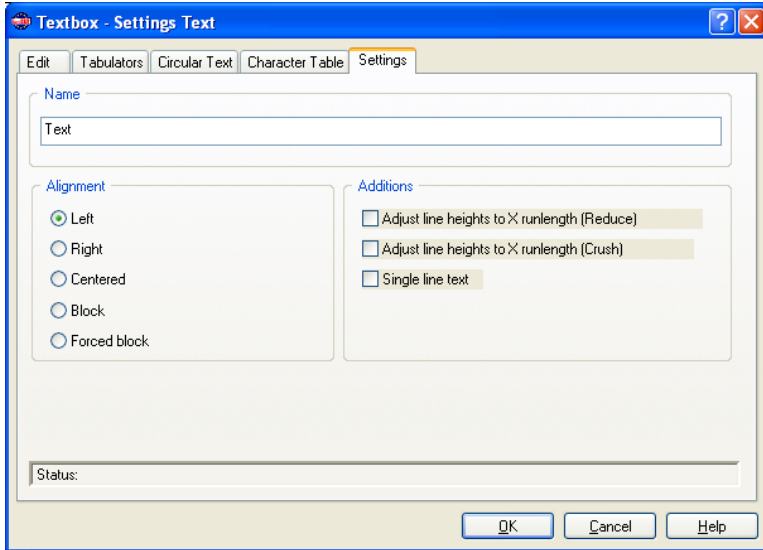 Textbox - Settings Text
Edit Tabulators Circular Text Character Table Settings
Name
Text
Alignment
Left
Right
Centered
Block
Forced block
Additions
Adjust line heights to X runlength (Reduce)
Adjust line heights to X runlength (Crush)
Single line text
Status:
OK Cancel Help